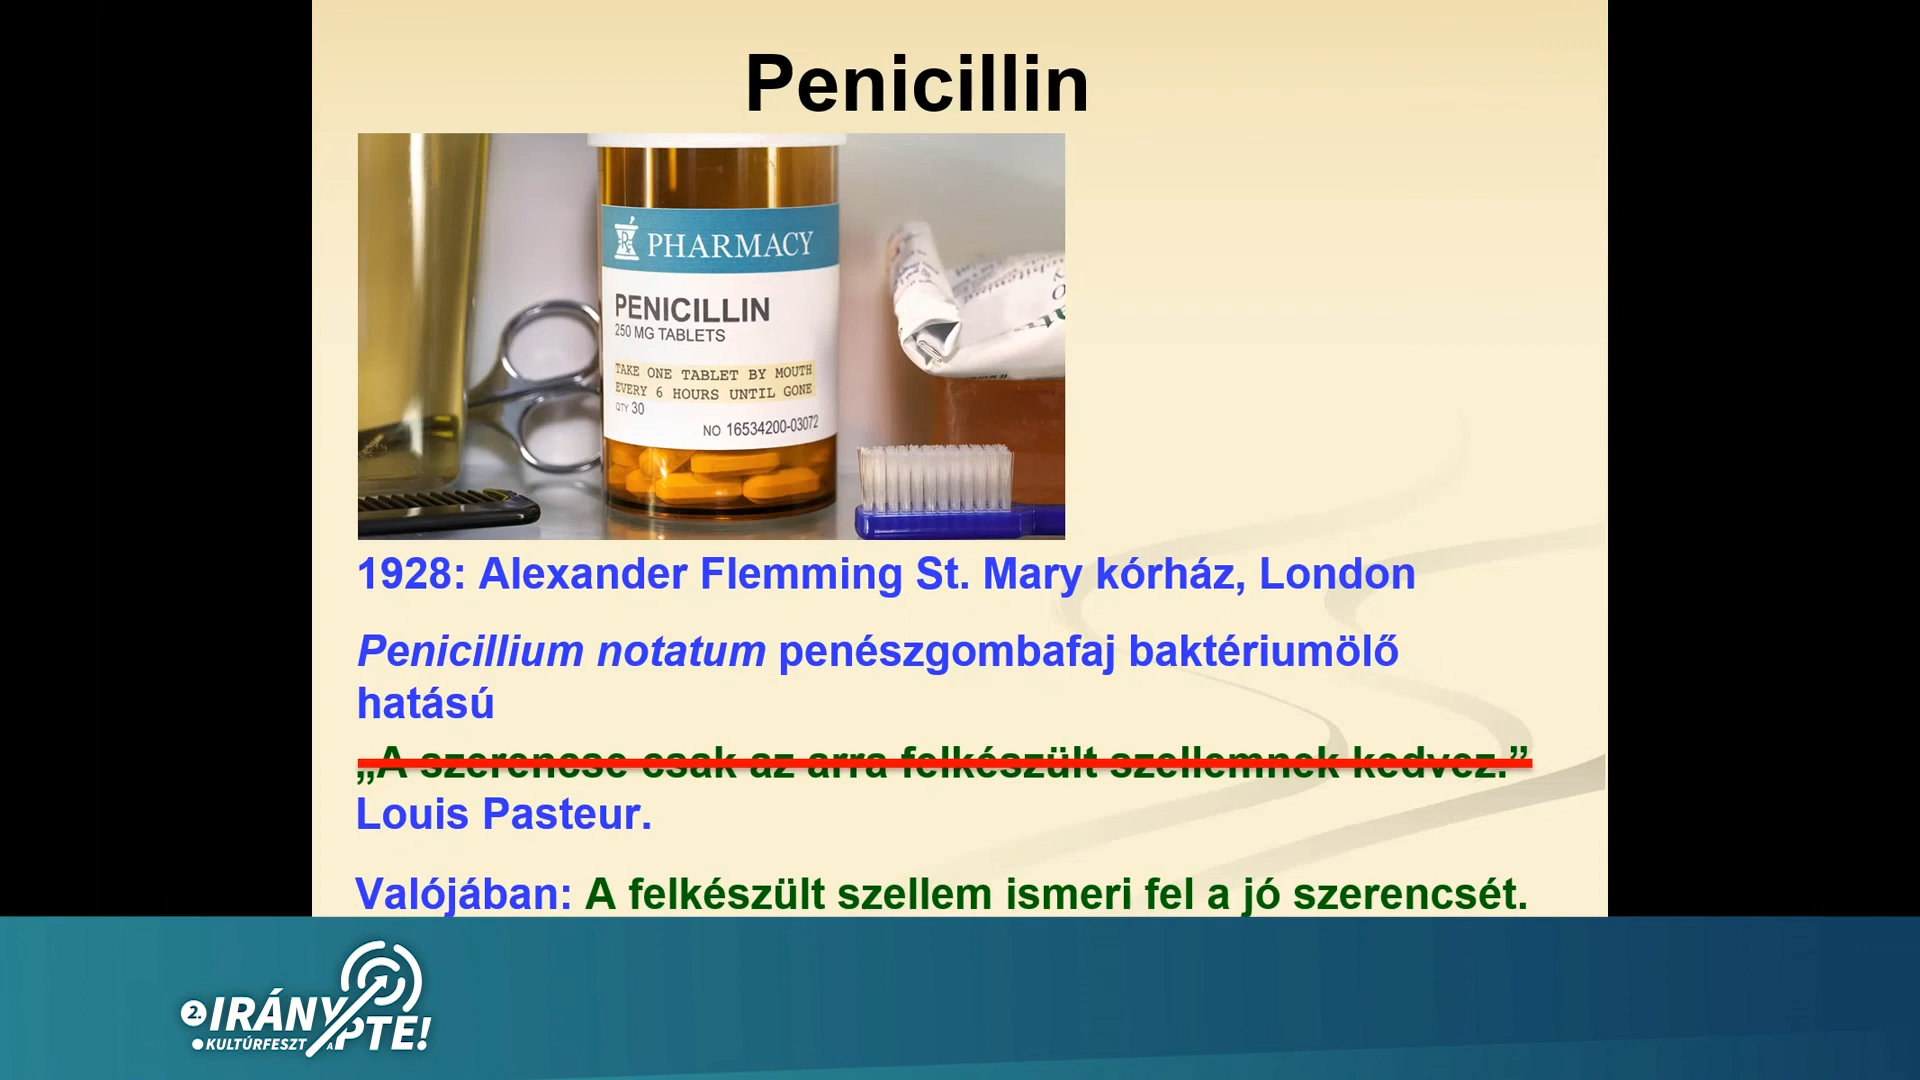 Penicillin
PHARMACY
PENICILLIN
250 MG TABLETS
TAKE ONE TABLET BY MOUTH
EVERY 6 HOURS UNTIL GONE
QTY 30
NO 16534200-03072
1928: Alexander Flemming St. Mary kórház, London
Penicillium notatum penészgombafaj baktériumölő
hatású
„A szerencse csak az arra felkészült szellemnek kedvez.”
Louis Pasteur.
Valójában: A felkészült szellem ismeri fel a jó szerencsét.
2. IRÁNY A PTE!
KULTÚRFESZT